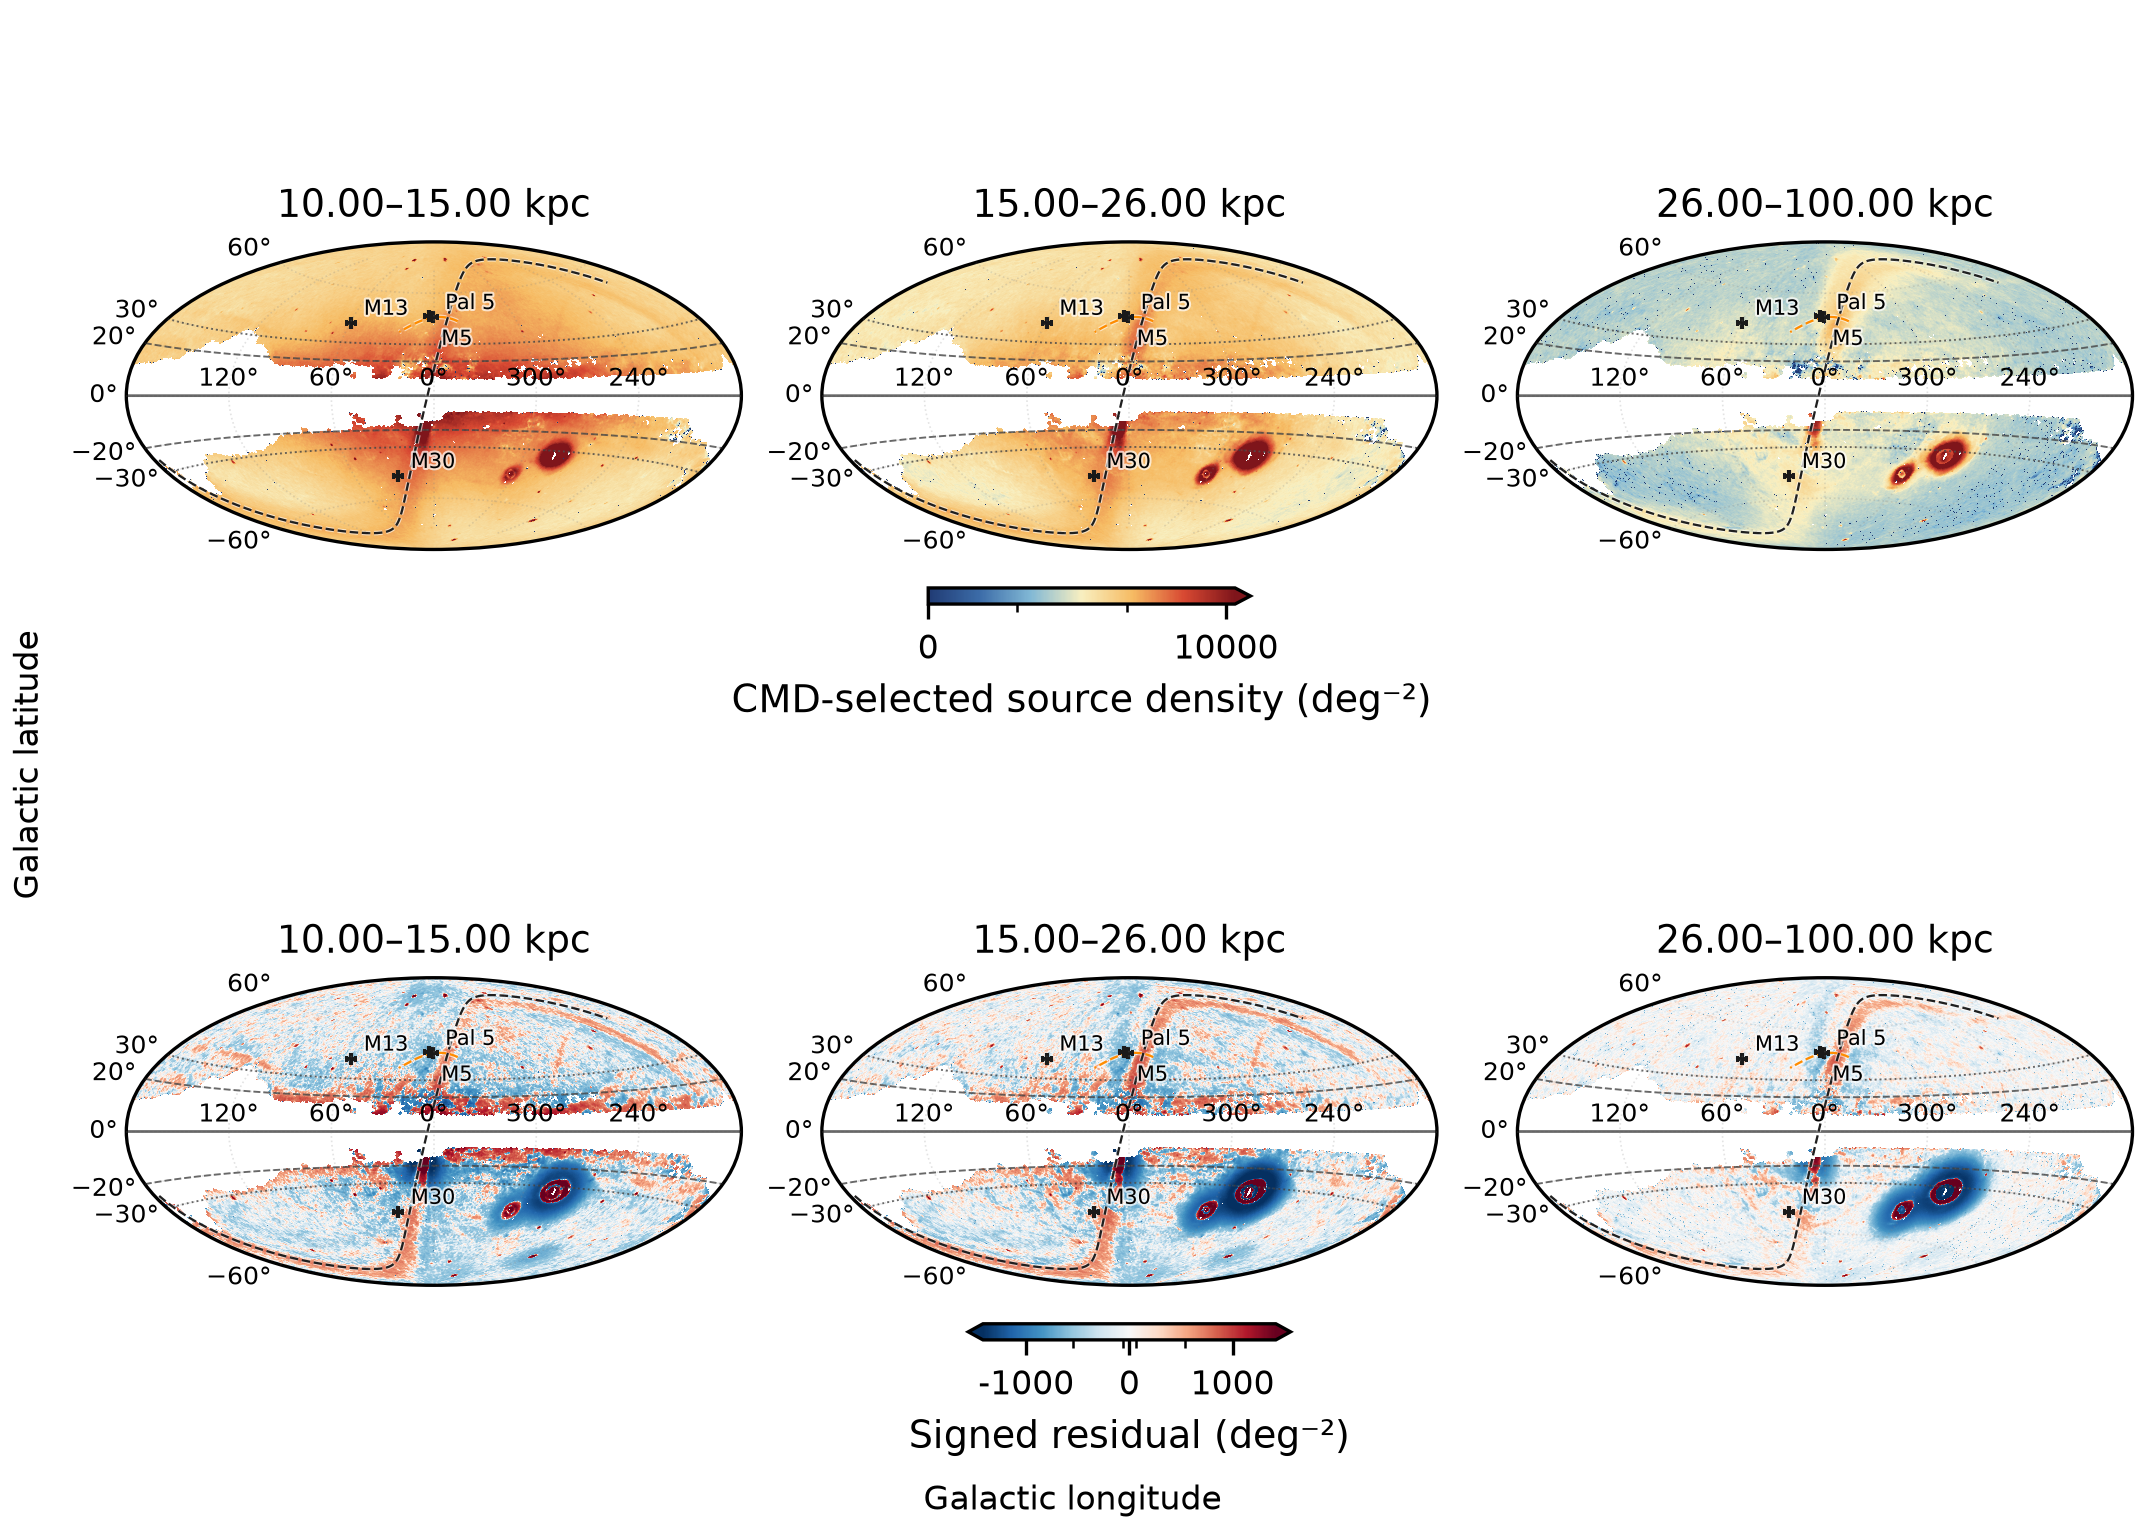 10.00–15.00 kpc
15.00–26.00 kpc
26.00–100.00 kpc
60°
30°
20°
0°
−20°
−30°
−60°
120°
60°
0°
300°
240°
M13
Pal 5
M5
M30
60°
30°
20°
0°
−20°
−30°
−60°
120°
60°
0°
300°
240°
M13
Pal 5
M5
M30
60°
30°
20°
0°
−20°
−30°
−60°
120°
60°
0°
300°
240°
M13
Pal 5
M5
M30
0
10000
CMD-selected source density (deg⁻²)
Galactic latitude
10.00–15.00 kpc
15.00–26.00 kpc
26.00–100.00 kpc
60°
30°
20°
0°
−20°
−30°
−60°
120°
60°
0°
300°
240°
M13
Pal 5
M5
M30
60°
30°
20°
0°
−20°
−30°
−60°
120°
60°
0°
300°
240°
M13
Pal 5
M5
M30
60°
30°
20°
0°
−20°
−30°
−60°
120°
60°
0°
300°
240°
M13
Pal 5
M5
M30
-1000
0
1000
Signed residual (deg⁻²)
Galactic longitude